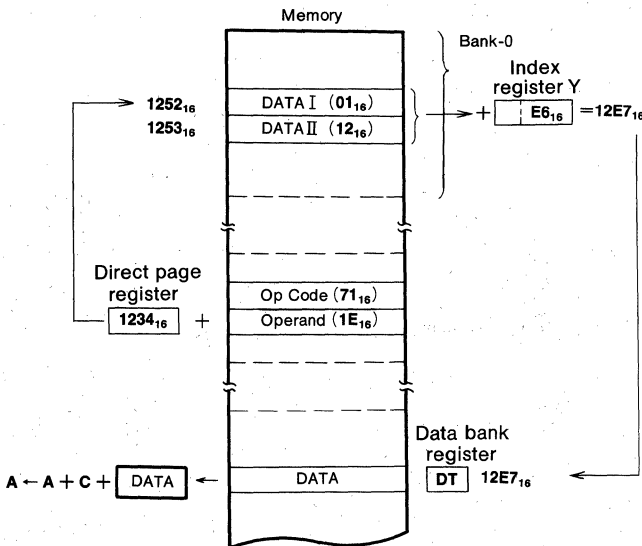 Memory
Bank-0
Index
register Y
1252₁₆ DATA Ⅰ (01₁₆) + E6₁₆ =12E7₁₆
1253₁₆ DATA Ⅱ (12₁₆)
Direct page
register
Op Code (71₁₆)
1234₁₆ + Operand (1E₁₆)
Data bank
register
A ← A + C + DATA ← DATA DT 12E7₁₆